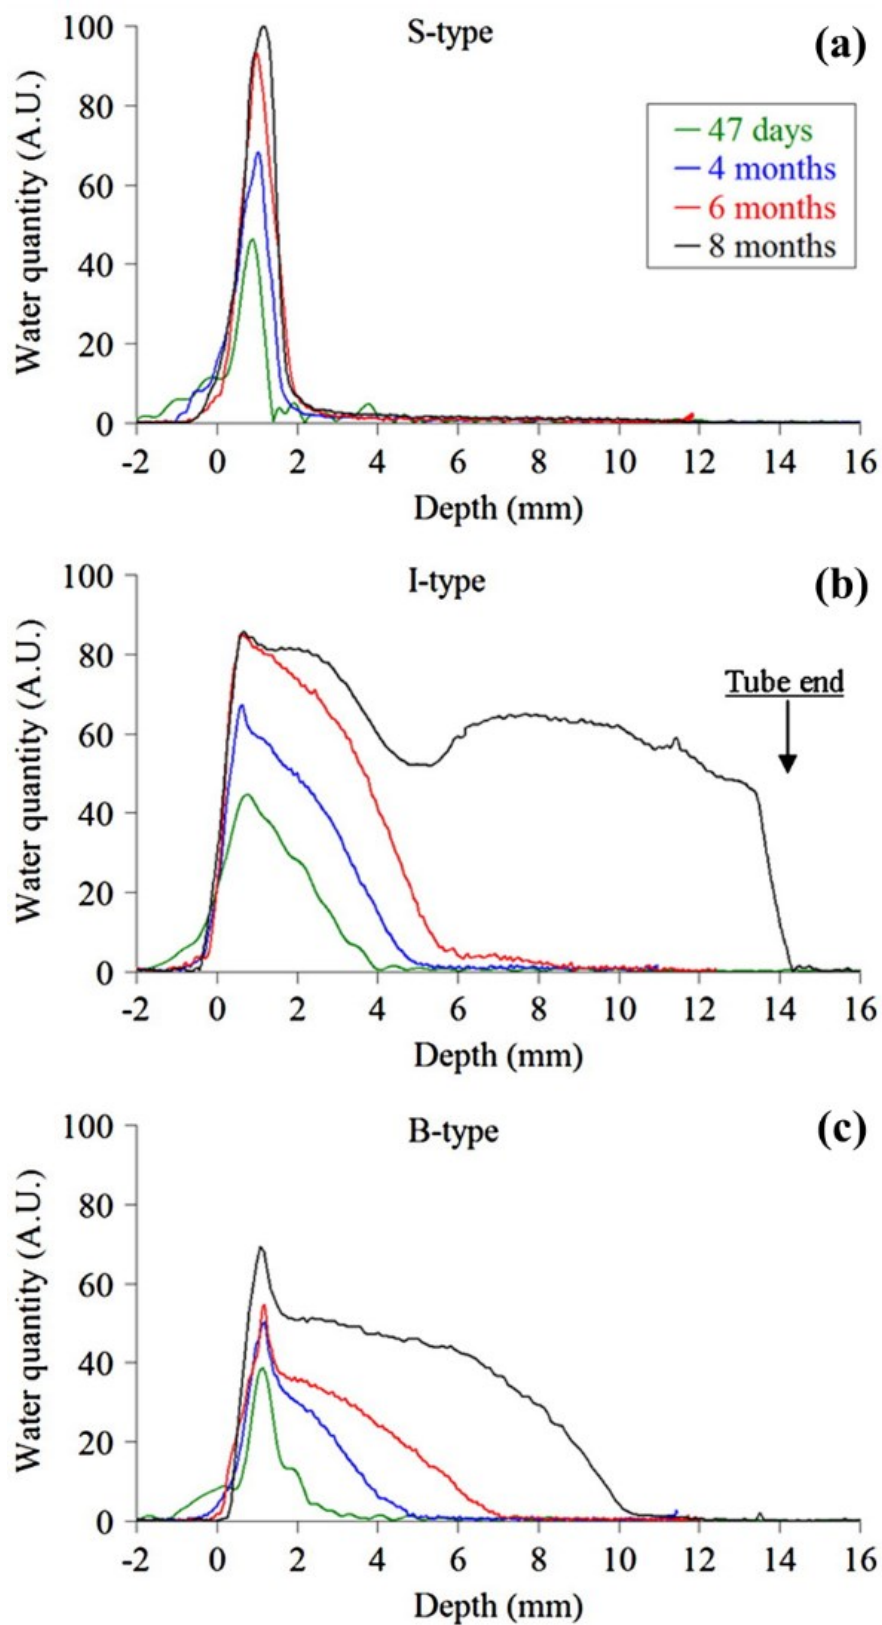 S-type
(a)
100
80
60
40
20
0
Water quantity (A.U.)
47 days
4 months
6 months
8 months
-2 0 2 4 6 8 10 12 14 16
Depth (mm)
I-type
(b)
100
80
60
40
20
0
Water quantity (A.U.)
Tube end
-2 0 2 4 6 8 10 12 14 16
Depth (mm)
B-type
(c)
100
80
60
40
20
0
Water quantity (A.U.)
-2 0 2 4 6 8 10 12 14 16
Depth (mm)